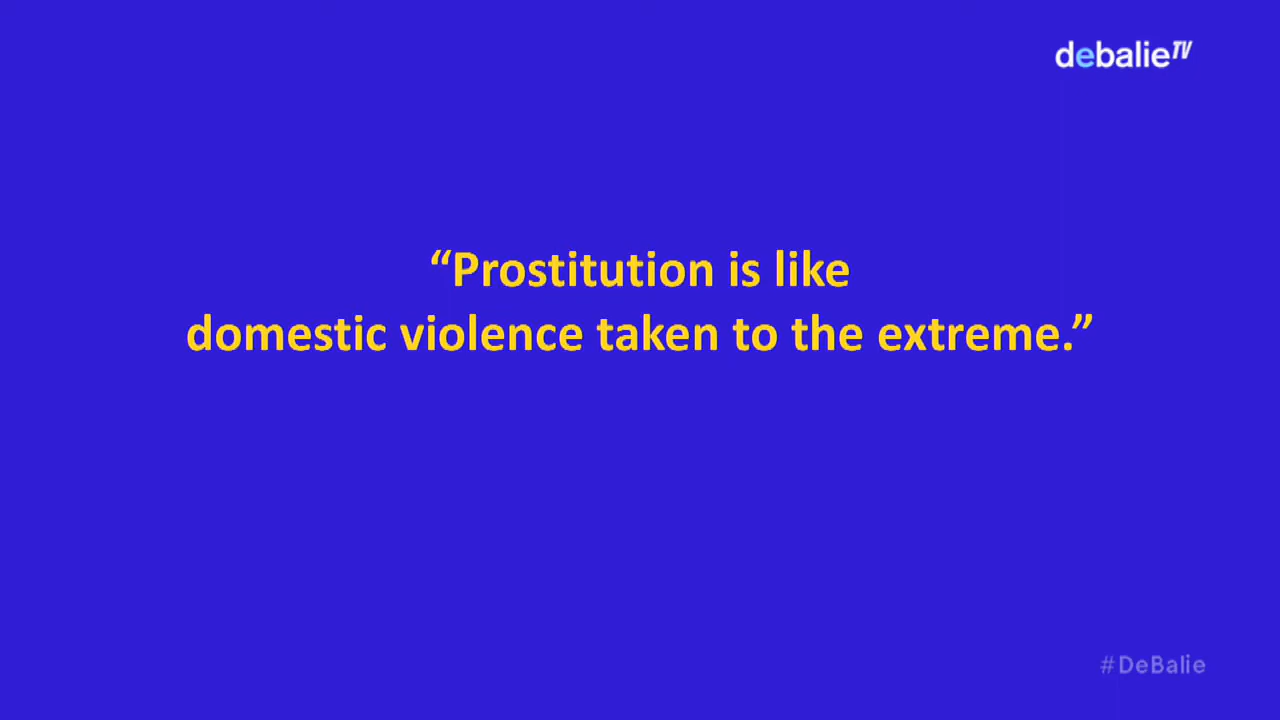 debalieTV
“Prostitution is like
domestic violence taken to the extreme.”
#DeBalie